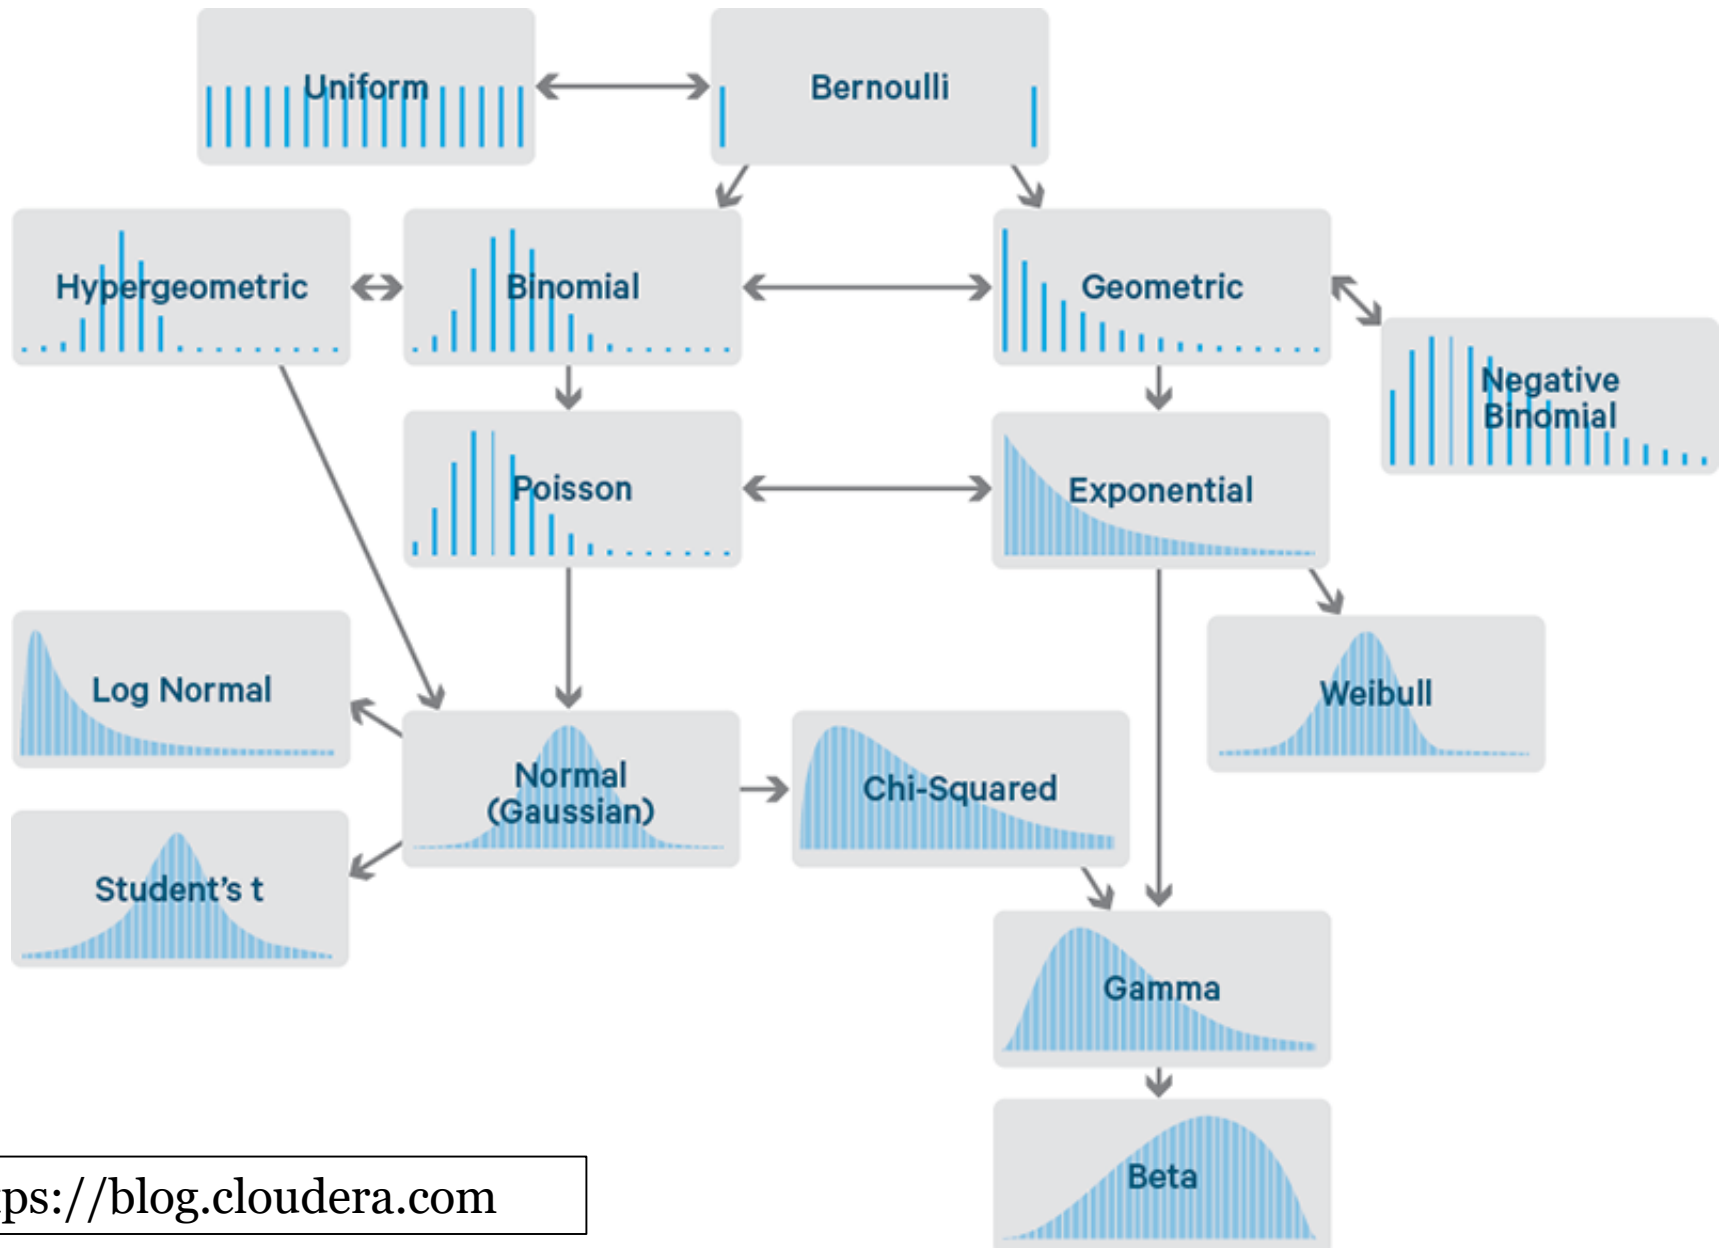 Uniform
Bernoulli
Hypergeometric
Binomial
Geometric
Negative
Binomial
Poisson
Exponential
Log Normal
Weibull
Normal
(Gaussian)
Chi-Squared
Student’s t
Gamma
Beta
ps://blog.cloudera.com